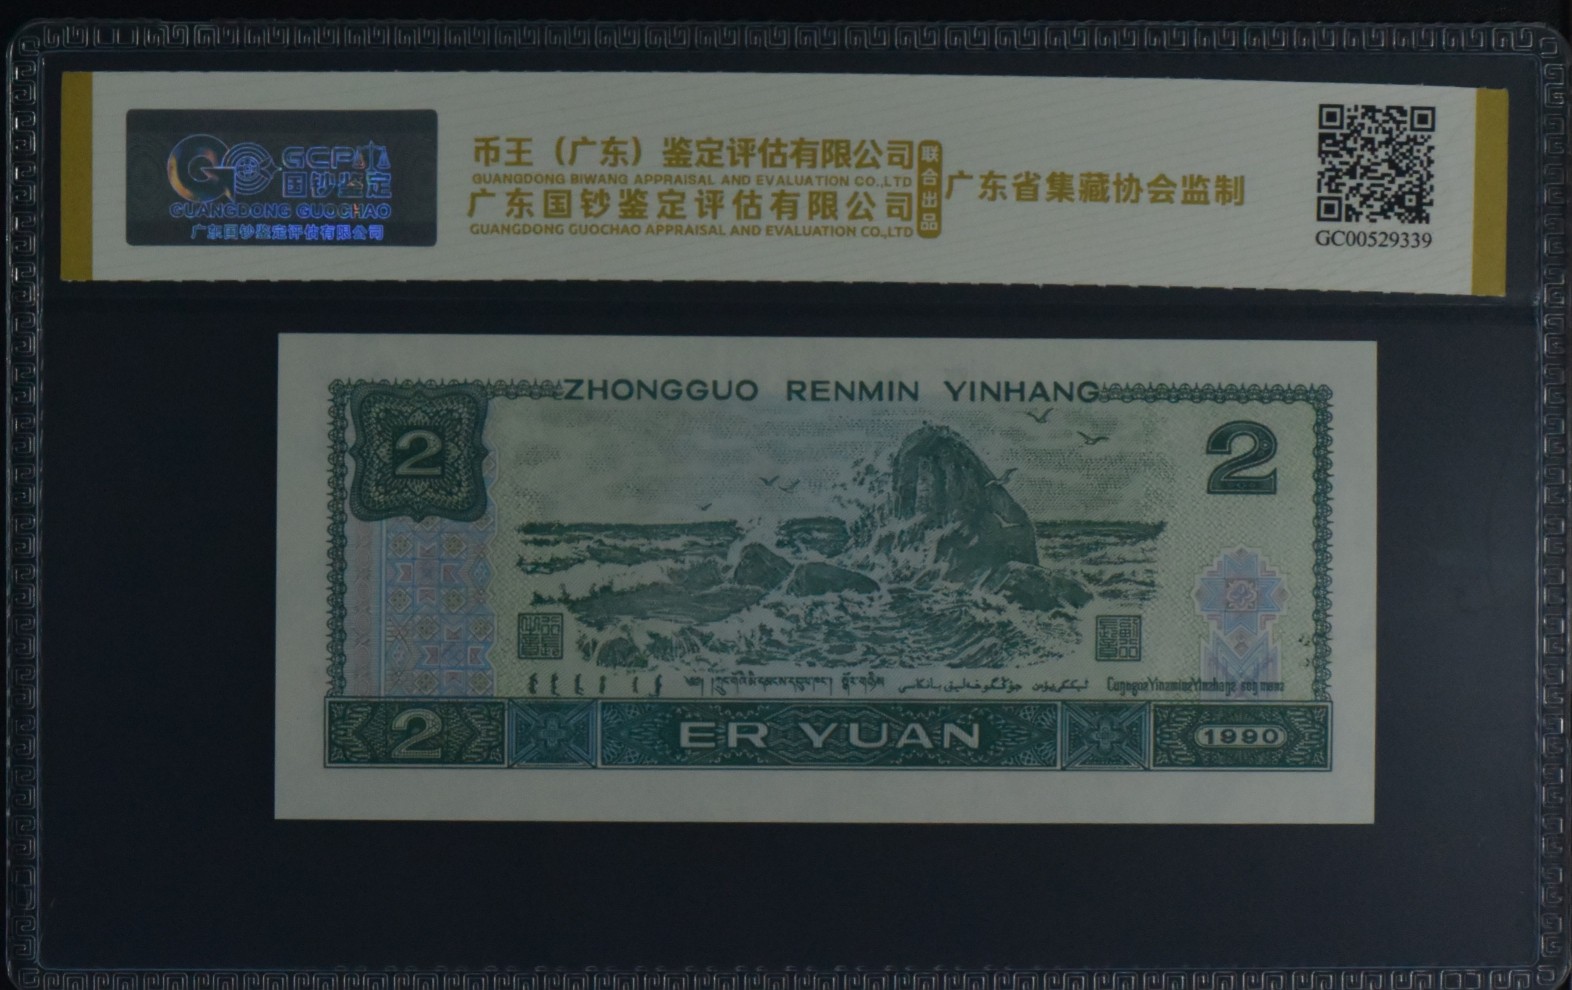 GCP
国钞鉴定
GUANGDONG GUOCHAO
广东国钞鉴定评估有限公司
币王（广东）鉴定评估有限公司
GUANGDONG BIWANG APPRAISAL AND EVALUATION CO.,LTD
广东国钞鉴定评估有限公司
GUANGDONG GUOCHAO APPRAISAL AND EVALUATION CO.,LTD
联合出品
广东省集藏协会监制
GC00529339
ZHONGGUO RENMIN YINHANG
2
2
2
ER YUAN
1990